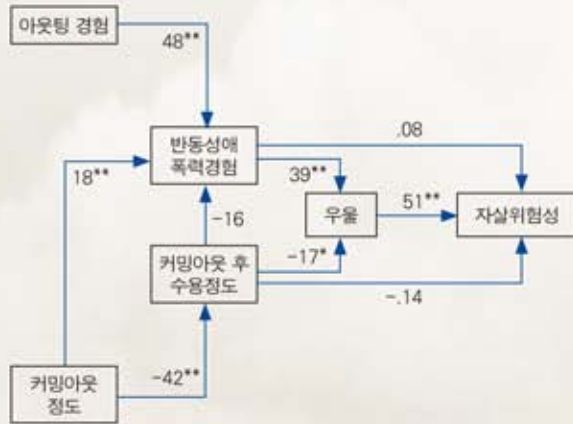 아웃팅 경험
48**
반동성애
폭력경험
.08
18**
39**
우울
51**
자살위험성
-16
커밍아웃 후
수용정도
-17*
-.14
커밍아웃
정도
-42**